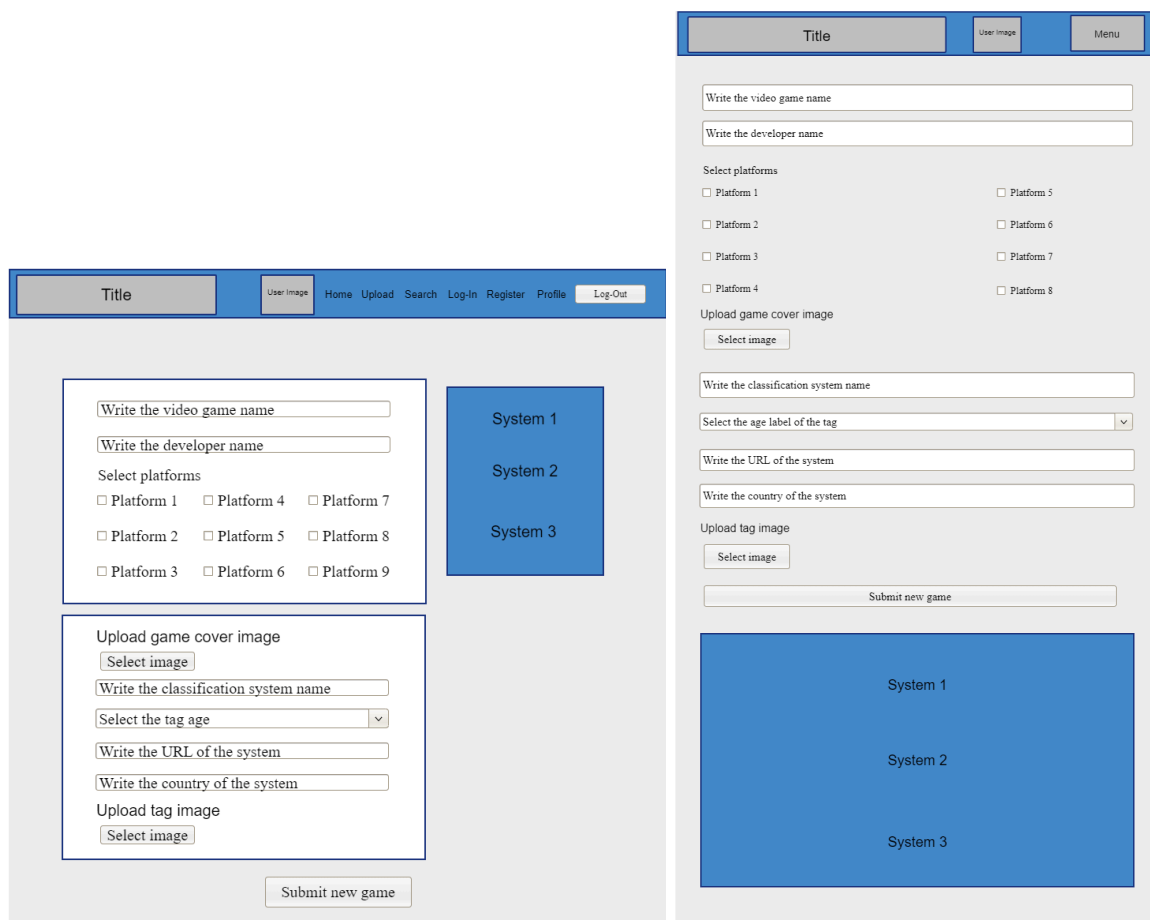 Title
User Image
Home Upload Search Log-In Register Profile Log-Out
Write the video game name
Write the developer name
Select platforms
Platform 1 Platform 4 Platform 7
Platform 2 Platform 5 Platform 8
Platform 3 Platform 6 Platform 9
Upload game cover image
Select image
Write the classification system name
Select the tag age
Write the URL of the system
Write the country of the system
Upload tag image
Select image
Submit new game
System 1
System 2
System 3
Title
User Image
Menu
Write the video game name
Write the developer name
Select platforms
Platform 1 Platform 5
Platform 2 Platform 6
Platform 3 Platform 7
Platform 4 Platform 8
Upload game cover image
Select image
Write the classification system name
Select the age label of the tag
Write the URL of the system
Write the country of the system
Upload tag image
Select image
Submit new game
System 1
System 2
System 3